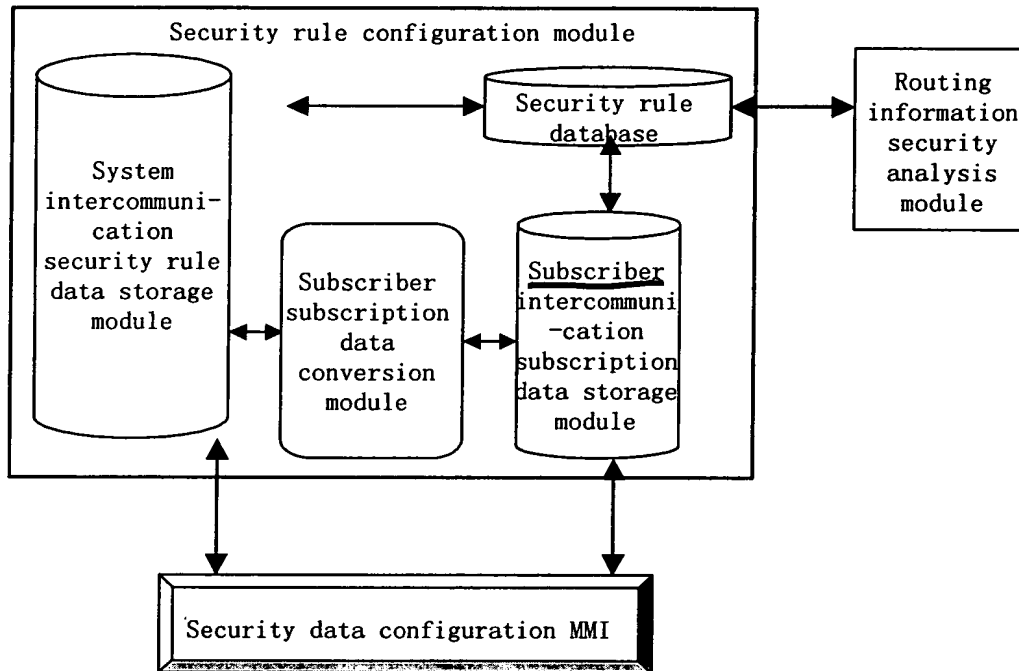 Security rule configuration module
System
intercommuni-
cation
security rule
data storage
module
Subscriber
subscription
data
conversion
module
Security rule
database
Subscriber
intercommuni
-cation
subscription
data storage
module
Routing
information
security
analysis
module
Security data configuration MMI